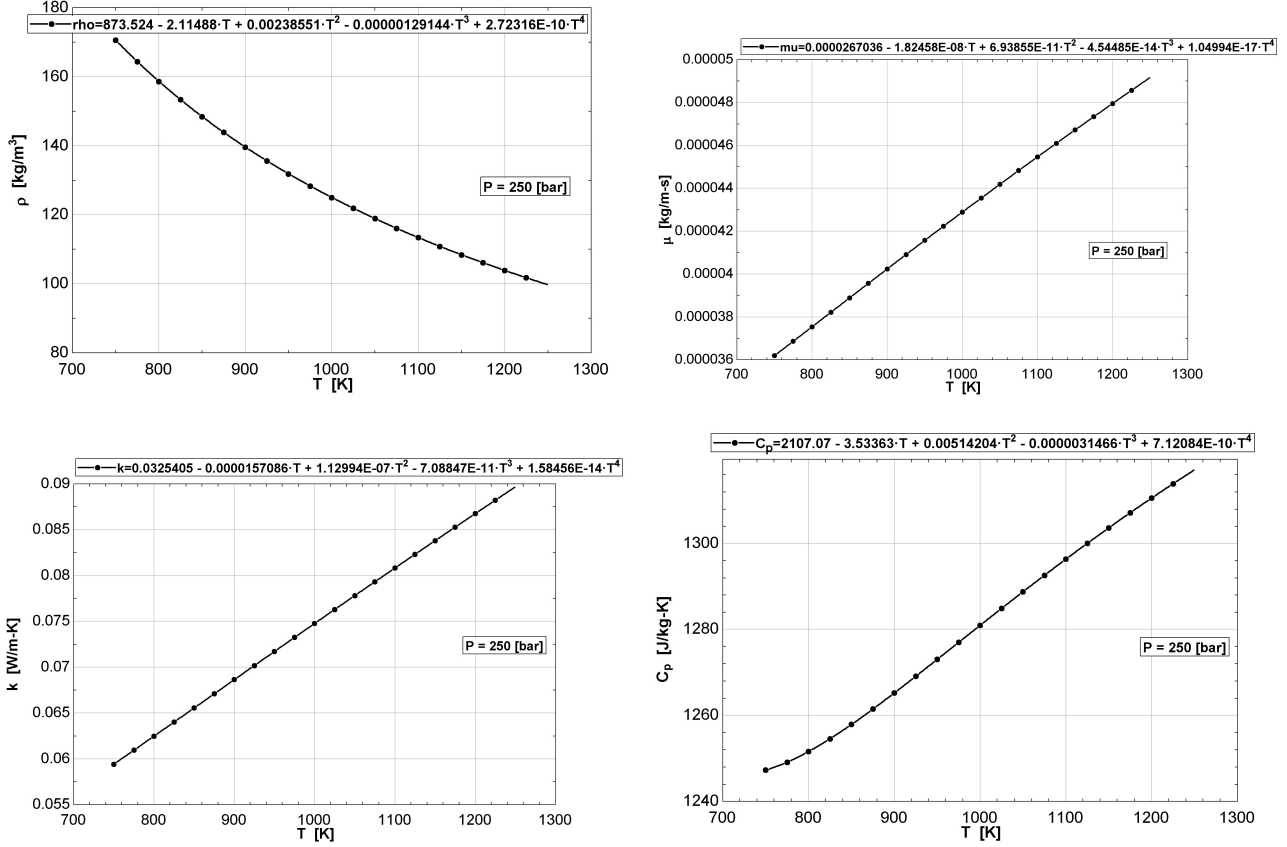 rho=873.524 - 2.11488·T + 0.00238551·T² - 0.00000129144·T³ + 2.72316E-10·T⁴
180
160
140
120
100
80
ρ [kg/m³]
P = 250 [bar]
700 800 900 1000 1100 1200 1300
T [K]
mu=0.0000267036 - 1.82458E-08·T + 6.93855E-11·T² - 4.54485E-14·T³ + 1.04994E-17·T⁴
0.00005
0.000048
0.000046
0.000044
0.000042
0.00004
0.000038
0.000036
μ [kg/m-s]
P = 250 [bar]
700 800 900 1000 1100 1200 1300
T [K]
k=0.0325405 - 0.0000157086·T + 1.12994E-07·T² - 7.08847E-11·T³ + 1.58456E-14·T⁴
0.09
0.085
0.08
0.075
0.07
0.065
0.06
0.055
k [W/m-K]
P = 250 [bar]
700 800 900 1000 1100 1200 1300
T [K]
Cp=2107.07 - 3.53363·T + 0.00514204·T² - 0.0000031466·T³ + 7.12084E-10·T⁴
1300
1280
1260
1240
Cp [J/kg-K]
P = 250 [bar]
700 800 900 1000 1100 1200 1300
T [K]